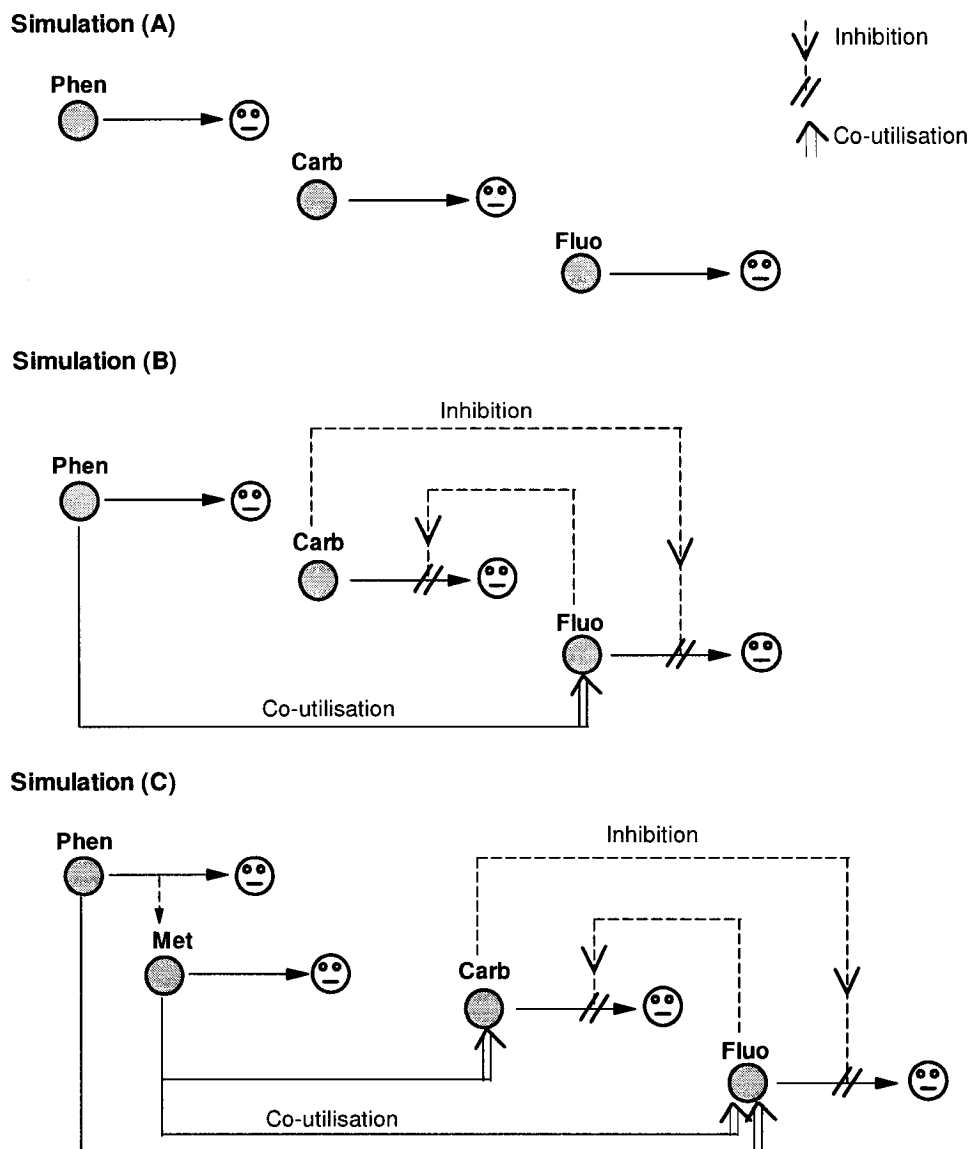 Simulation (A)
Inhibition
Co-utilisation
Phen
Carb
Fluo
Simulation (B)
Inhibition
Phen
Carb
Fluo
Co-utilisation
Simulation (C)
Inhibition
Phen
Met
Carb
Fluo
Co-utilisation